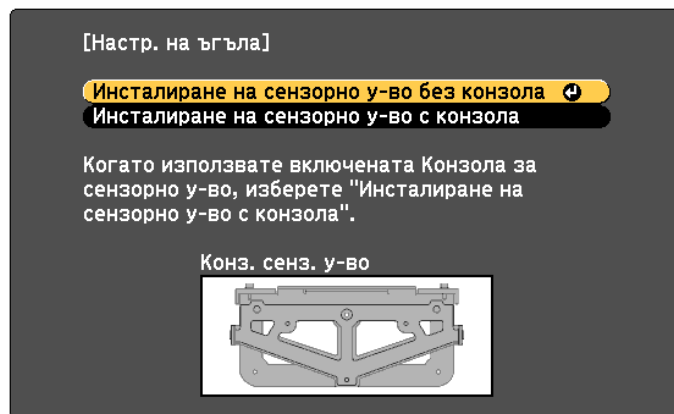 [Настр. на ъгъла]
Инсталиране на сензорно у-во без конзола
Инсталиране на сензорно у-во с конзола
Когато използвате включената Конзола за
сензорно у-во, изберете "Инсталиране на
сензорно у-во с конзола".
Конз. сенз. у-во